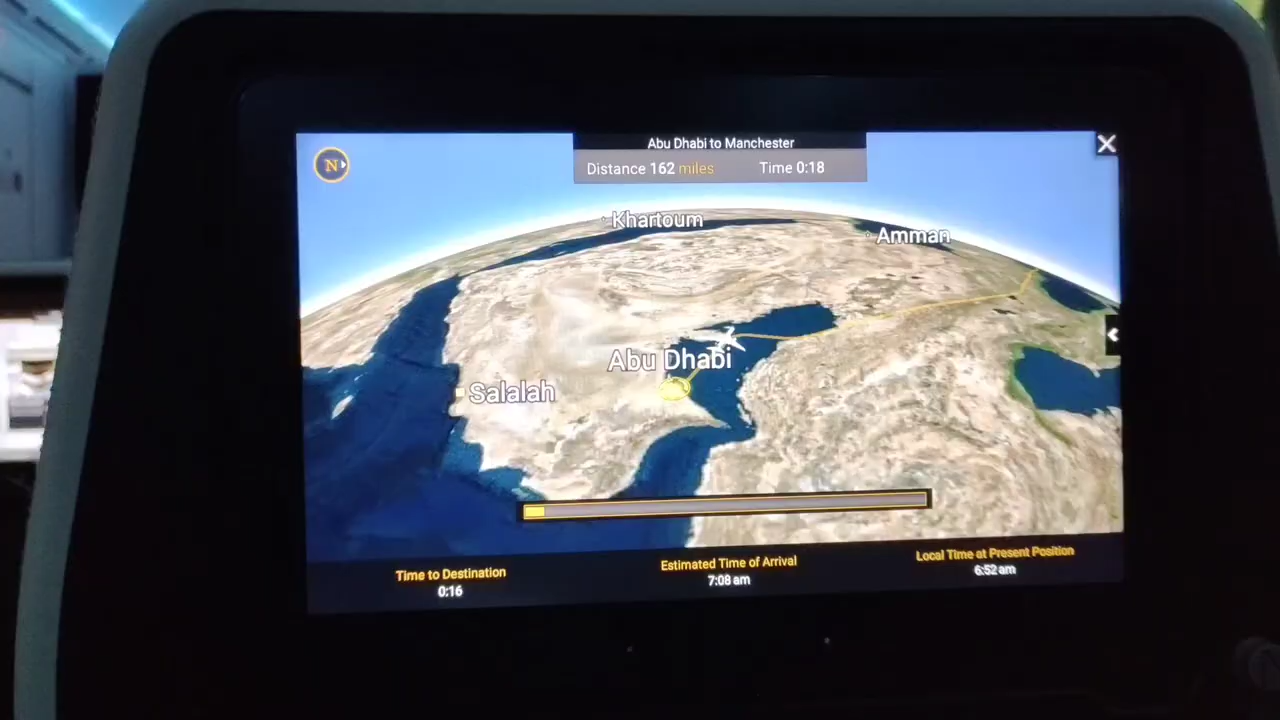 Abu Dhabi to Manchester
N
Distance 162 miles Time 0:18
Khartoum
Amman
Abu Dhabi
Salalah
Time to Destination
0:16
Estimated Time of Arrival
7:08 am
Local Time at Present Position
6:52 am